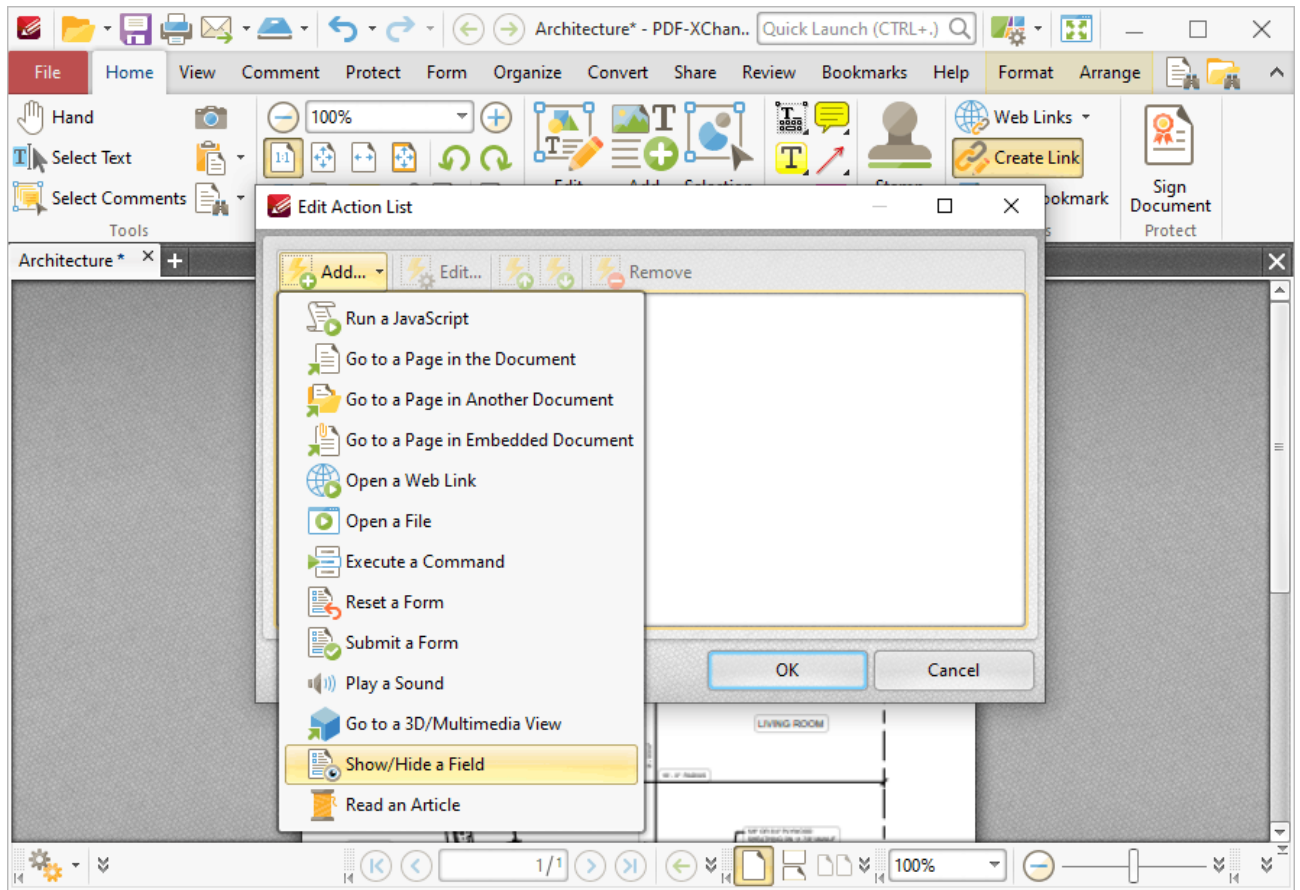 Architecture* - PDF-XChan.. Quick Launch (CTRL+.)
File Home View Comment Protect Form Organize Convert Share Review Bookmarks Help Format Arrange
Hand 100% Web Links
Select Text 1:1 Create Link
Select Comments Sign
Document
Tools Protect
Edit Action List
Architecture *
Add... Edit... Remove
Run a JavaScript
Go to a Page in the Document
Go to a Page in Another Document
Go to a Page in Embedded Document
Open a Web Link
Open a File
Execute a Command
Reset a Form
Submit a Form
Play a Sound
OK Cancel
Go to a 3D/Multimedia View
LIVING ROOM
Show/Hide a Field
Read an Article
1/1 100%